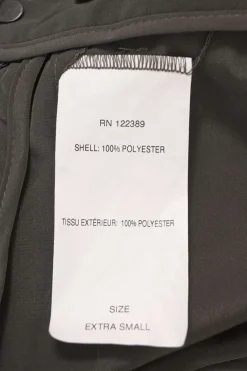 RN 122389
SHELL: 100% POLYESTER
TISSU EXTÉRIEUR: 100% POLYESTER
SIZE
EXTRA SMALL